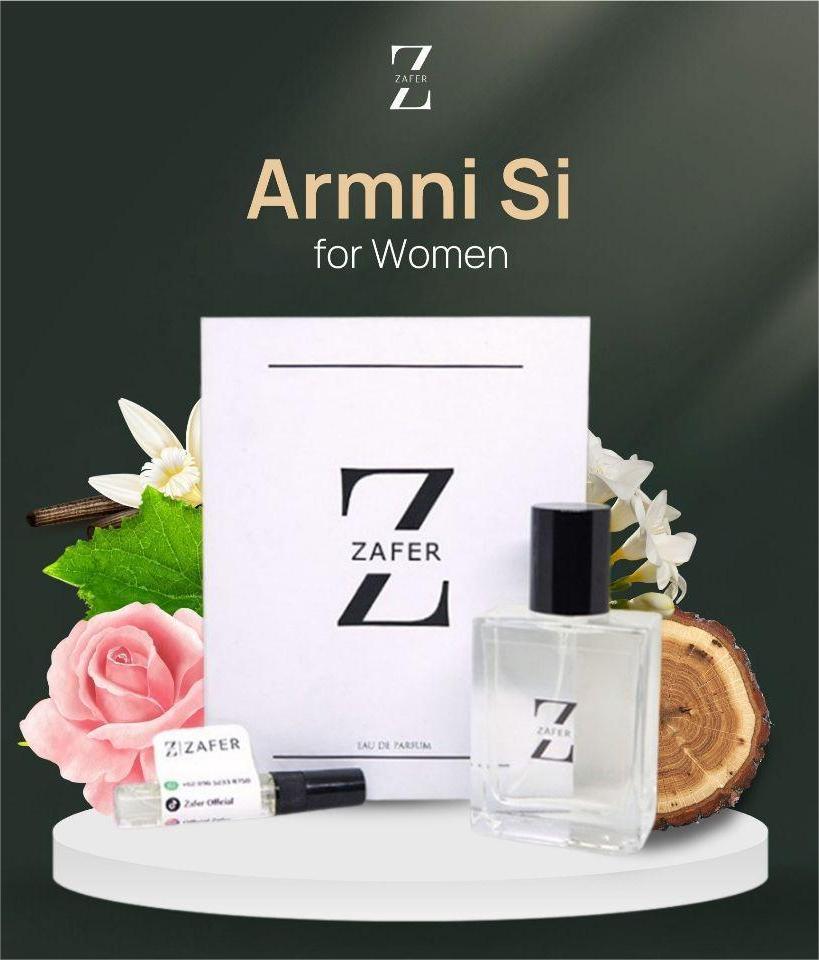 ZAFER
Armni Si
for Women
ZAFER
EAU DE PARFUM
ZAFER
ZAFER
Zafer Official